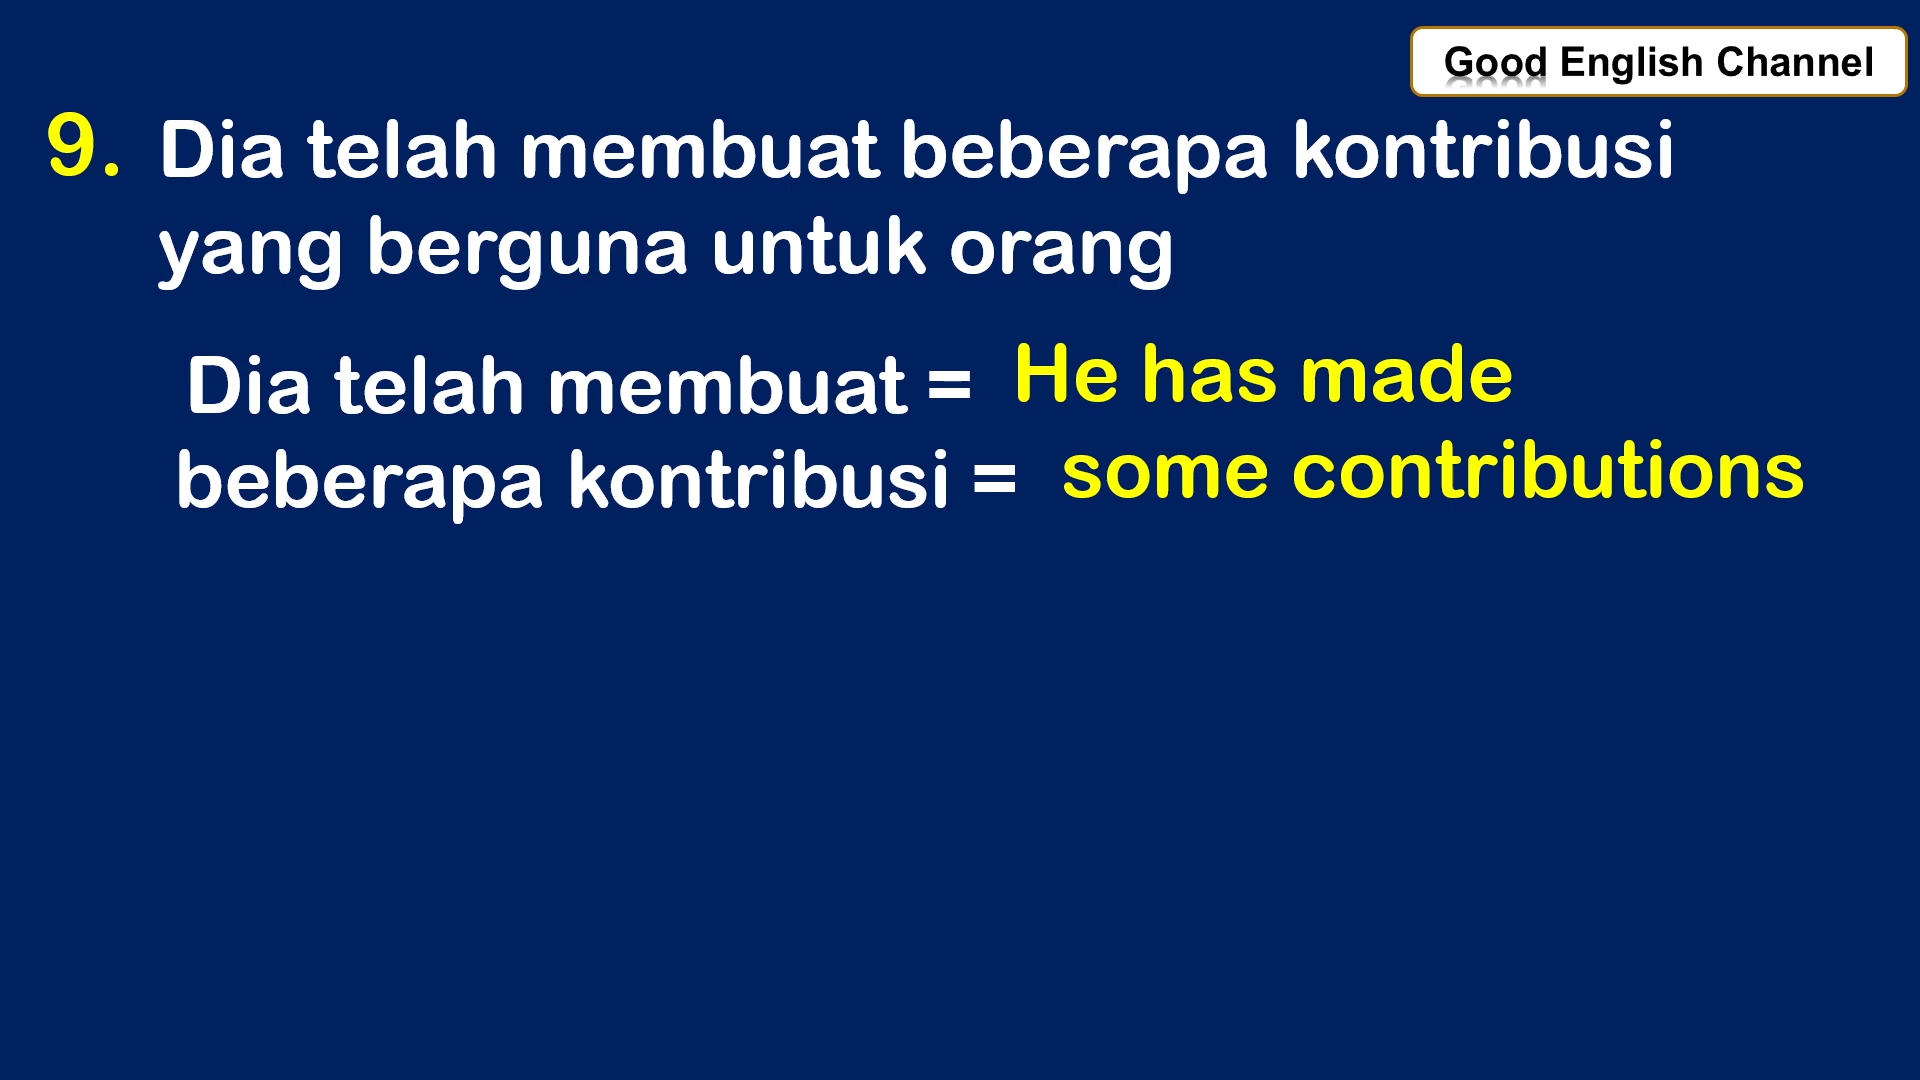 Good English Channel
9. Dia telah membuat beberapa kontribusi
yang berguna untuk orang
Dia telah membuat = He has made
beberapa kontribusi = some contributions